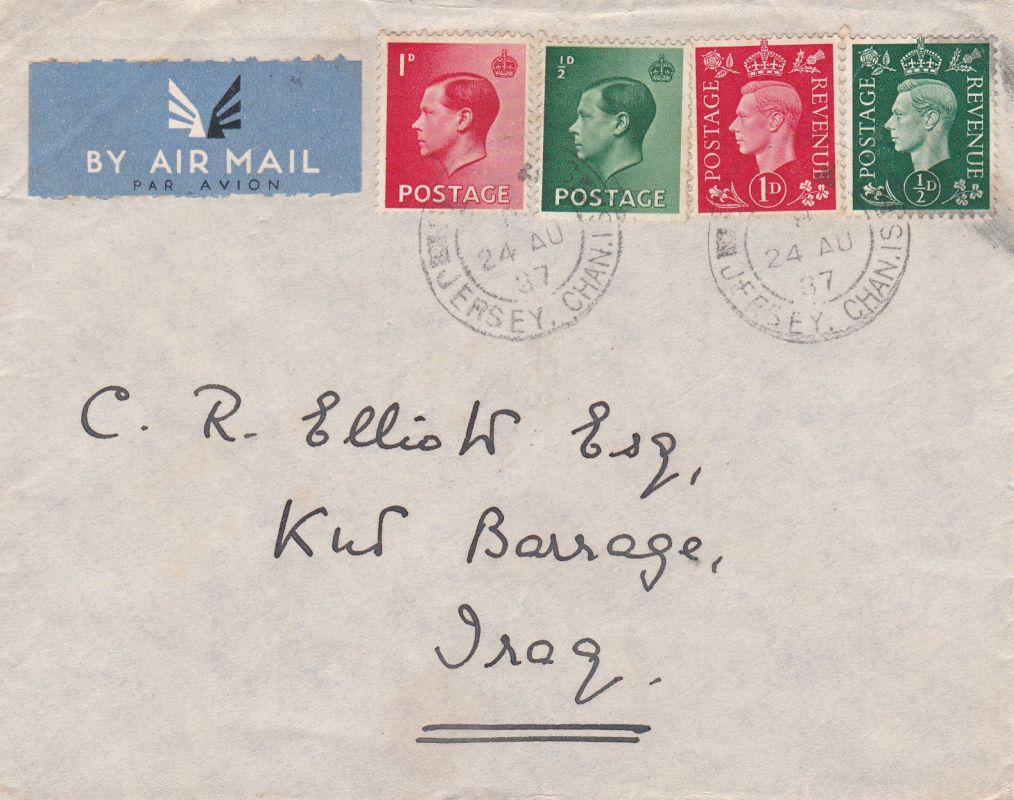 BY AIR MAIL
PAR AVION
1D
POSTAGE
½D
POSTAGE
POSTAGE REVENUE
1D
POSTAGE REVENUE
½D
24 AU
37
JERSEY. CHAN.IS
24 AU
37
JERSEY. CHAN.IS
C. R. Elliott Esq,
Kut Barrage,
Iraq.